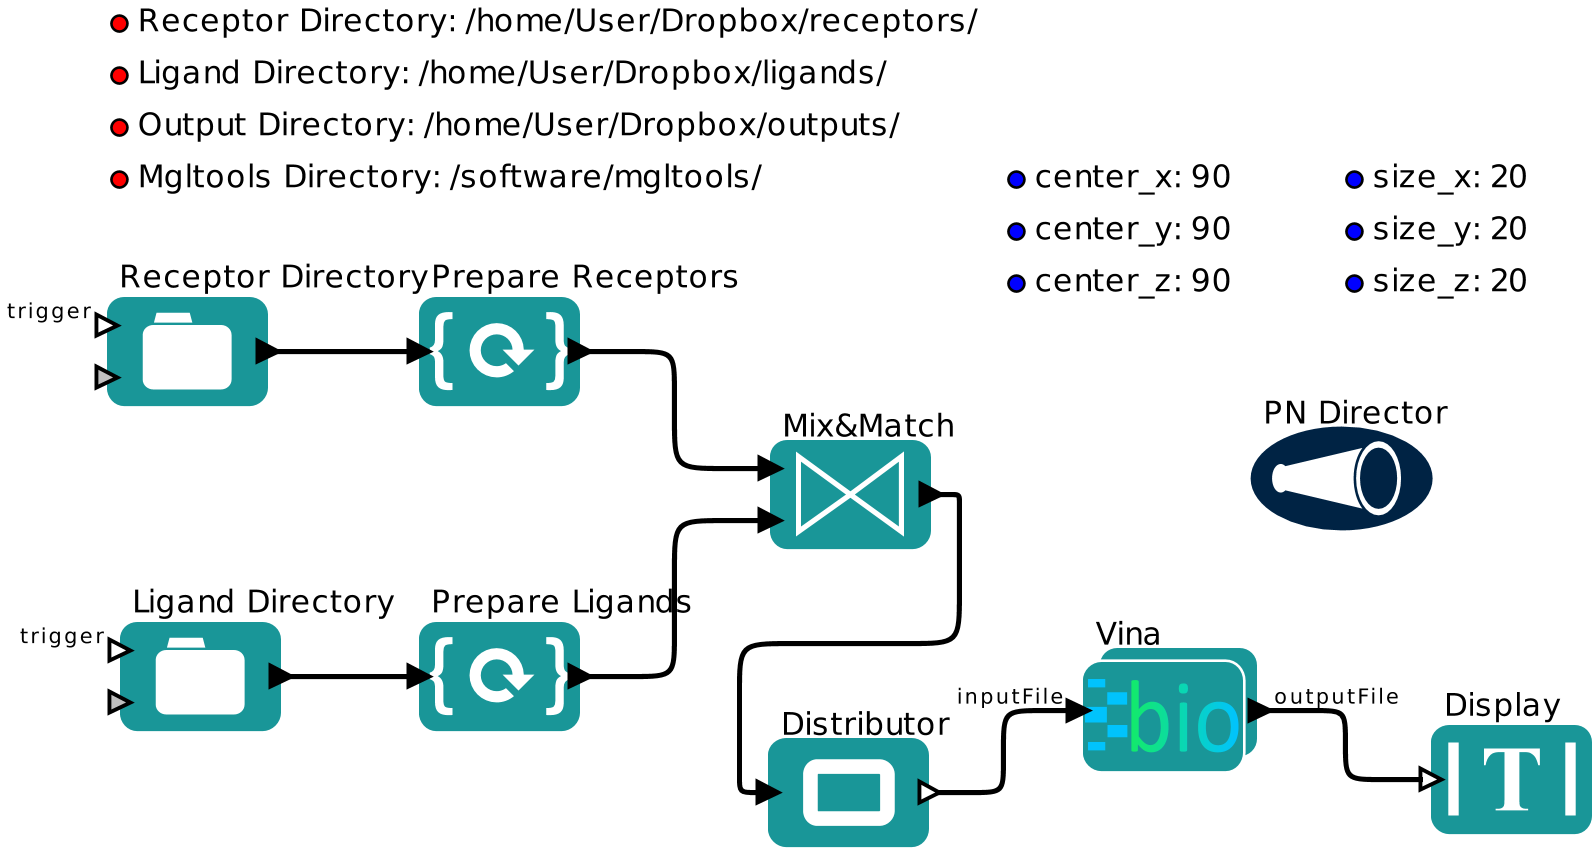 Receptor Directory: /home/User/Dropbox/receptors/
Ligand Directory: /home/User/Dropbox/ligands/
Output Directory: /home/User/Dropbox/outputs/
Mgltools Directory: /software/mgltools/
center_x: 90
size_x: 20
center_y: 90
size_y: 20
center_z: 90
size_z: 20
Receptor Directory
Prepare Receptors
trigger
{ }
PN Director
Mix&Match
Ligand Directory
Prepare Ligands
trigger
{ }
Vina
inputFile
bio
outputFile
Distributor
Display
|T|